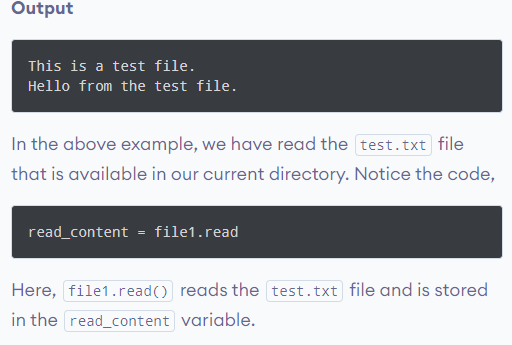 Output
This is a test file.
Hello from the test file.
In the above example, we have read the test.txt file
that is available in our current directory. Notice the code,
read_content = file1.read
Here, file1.read() reads the test.txt file and is stored
in the read_content variable.